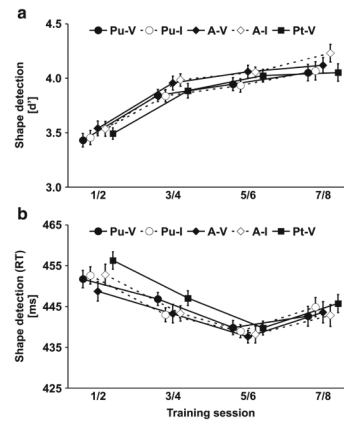 a
Pu-V Pu-I A-V A-I Pt-V
Shape detection
[d']
4.5
4.0
3.5
3.0
1/2 3/4 5/6 7/8
b
Pu-V Pu-I A-V A-I Pt-V
Shape detection (RT)
[ms]
465
445
425
1/2 3/4 5/6 7/8
Training session